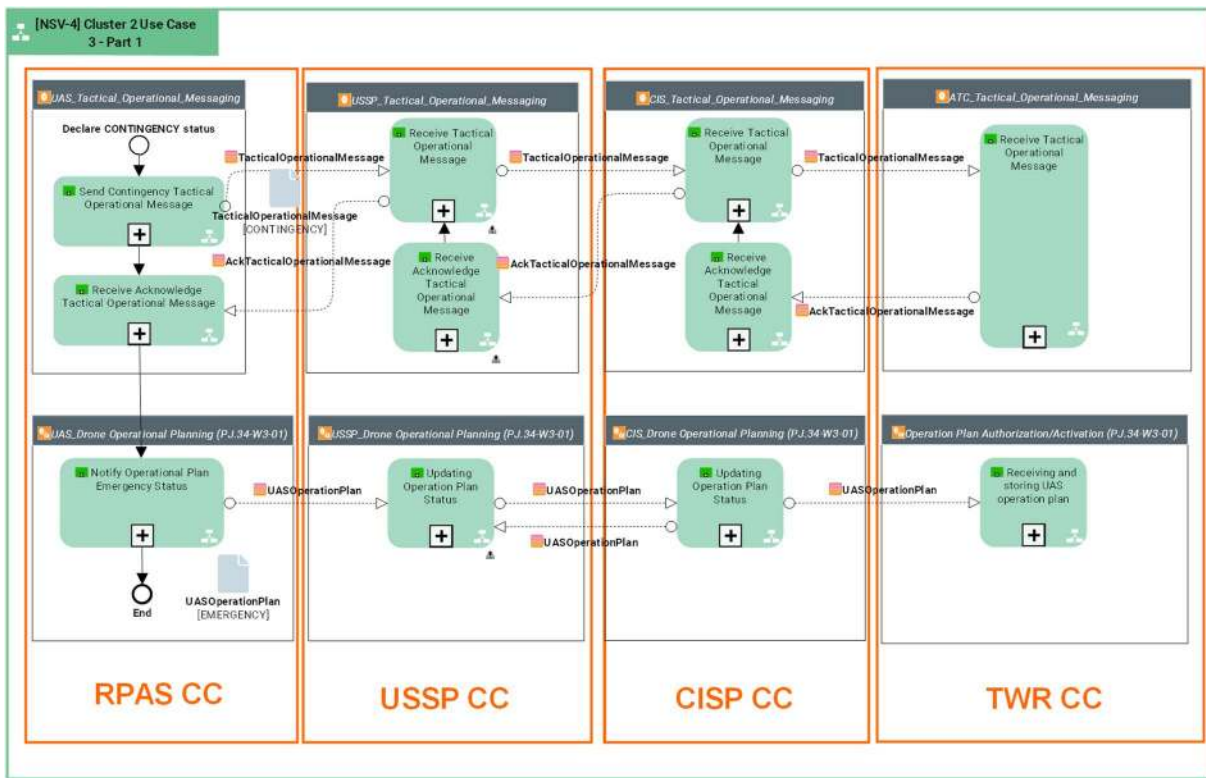 [NSV-4] Cluster 2 Use Case
3 - Part 1
UAS_Tactical_Operational_Messaging
Declare CONTINGENCY status
Send Contingency Tactical
Operational Message
TacticalOperationalMessage
TacticalOperationalMessage
[CONTINGENCY]
AckTacticalOperationalMessage
Receive Acknowledge
Tactical Operational Message
USSP_Tactical_Operational_Messaging
Receive Tactical
Operational
Message
TacticalOperationalMessage
AckTacticalOperationalMessage
Receive
Acknowledge
Tactical
Operational
Message
CIS_Tactical_Operational_Messaging
Receive Tactical
Operational
Message
TacticalOperationalMessage
Receive
Acknowledge
Tactical
Operational
Message
AckTacticalOperationalMessage
ATC_Tactical_Operational_Messaging
Receive Tactical
Operational
Message
UAS_Drone Operational Planning (PJ.34-W3-01)
Notify Operational Plan
Emergency Status
UASOperationPlan
End
UASOperationPlan
[EMERGENCY]
USSP_Drone Operational Planning (PJ.34-W3-01)
Updating
Operation Plan
Status
UASOperationPlan
UASOperationPlan
CIS_Drone Operational Planning (PJ.34-W3-01)
Updating
Operation Plan
Status
UASOperationPlan
Operation Plan Authorization/Activation (PJ.34-W3-01)
Receiving and
storing UAS
operation plan
RPAS CC
USSP CC
CISP CC
TWR CC